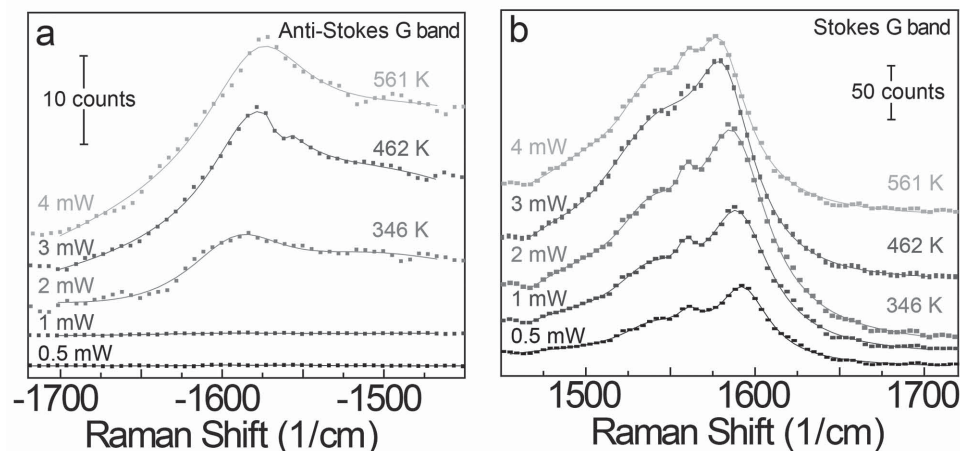 a
Anti-Stokes G band
10 counts
561 K
462 K
4 mW
346 K
3 mW
2 mW
1 mW
0.5 mW
-1700
-1600
-1500
Raman Shift (1/cm)
b
Stokes G band
50 counts
4 mW
561 K
3 mW
462 K
2 mW
1 mW
346 K
0.5 mW
1500
1600
1700
Raman Shift (1/cm)